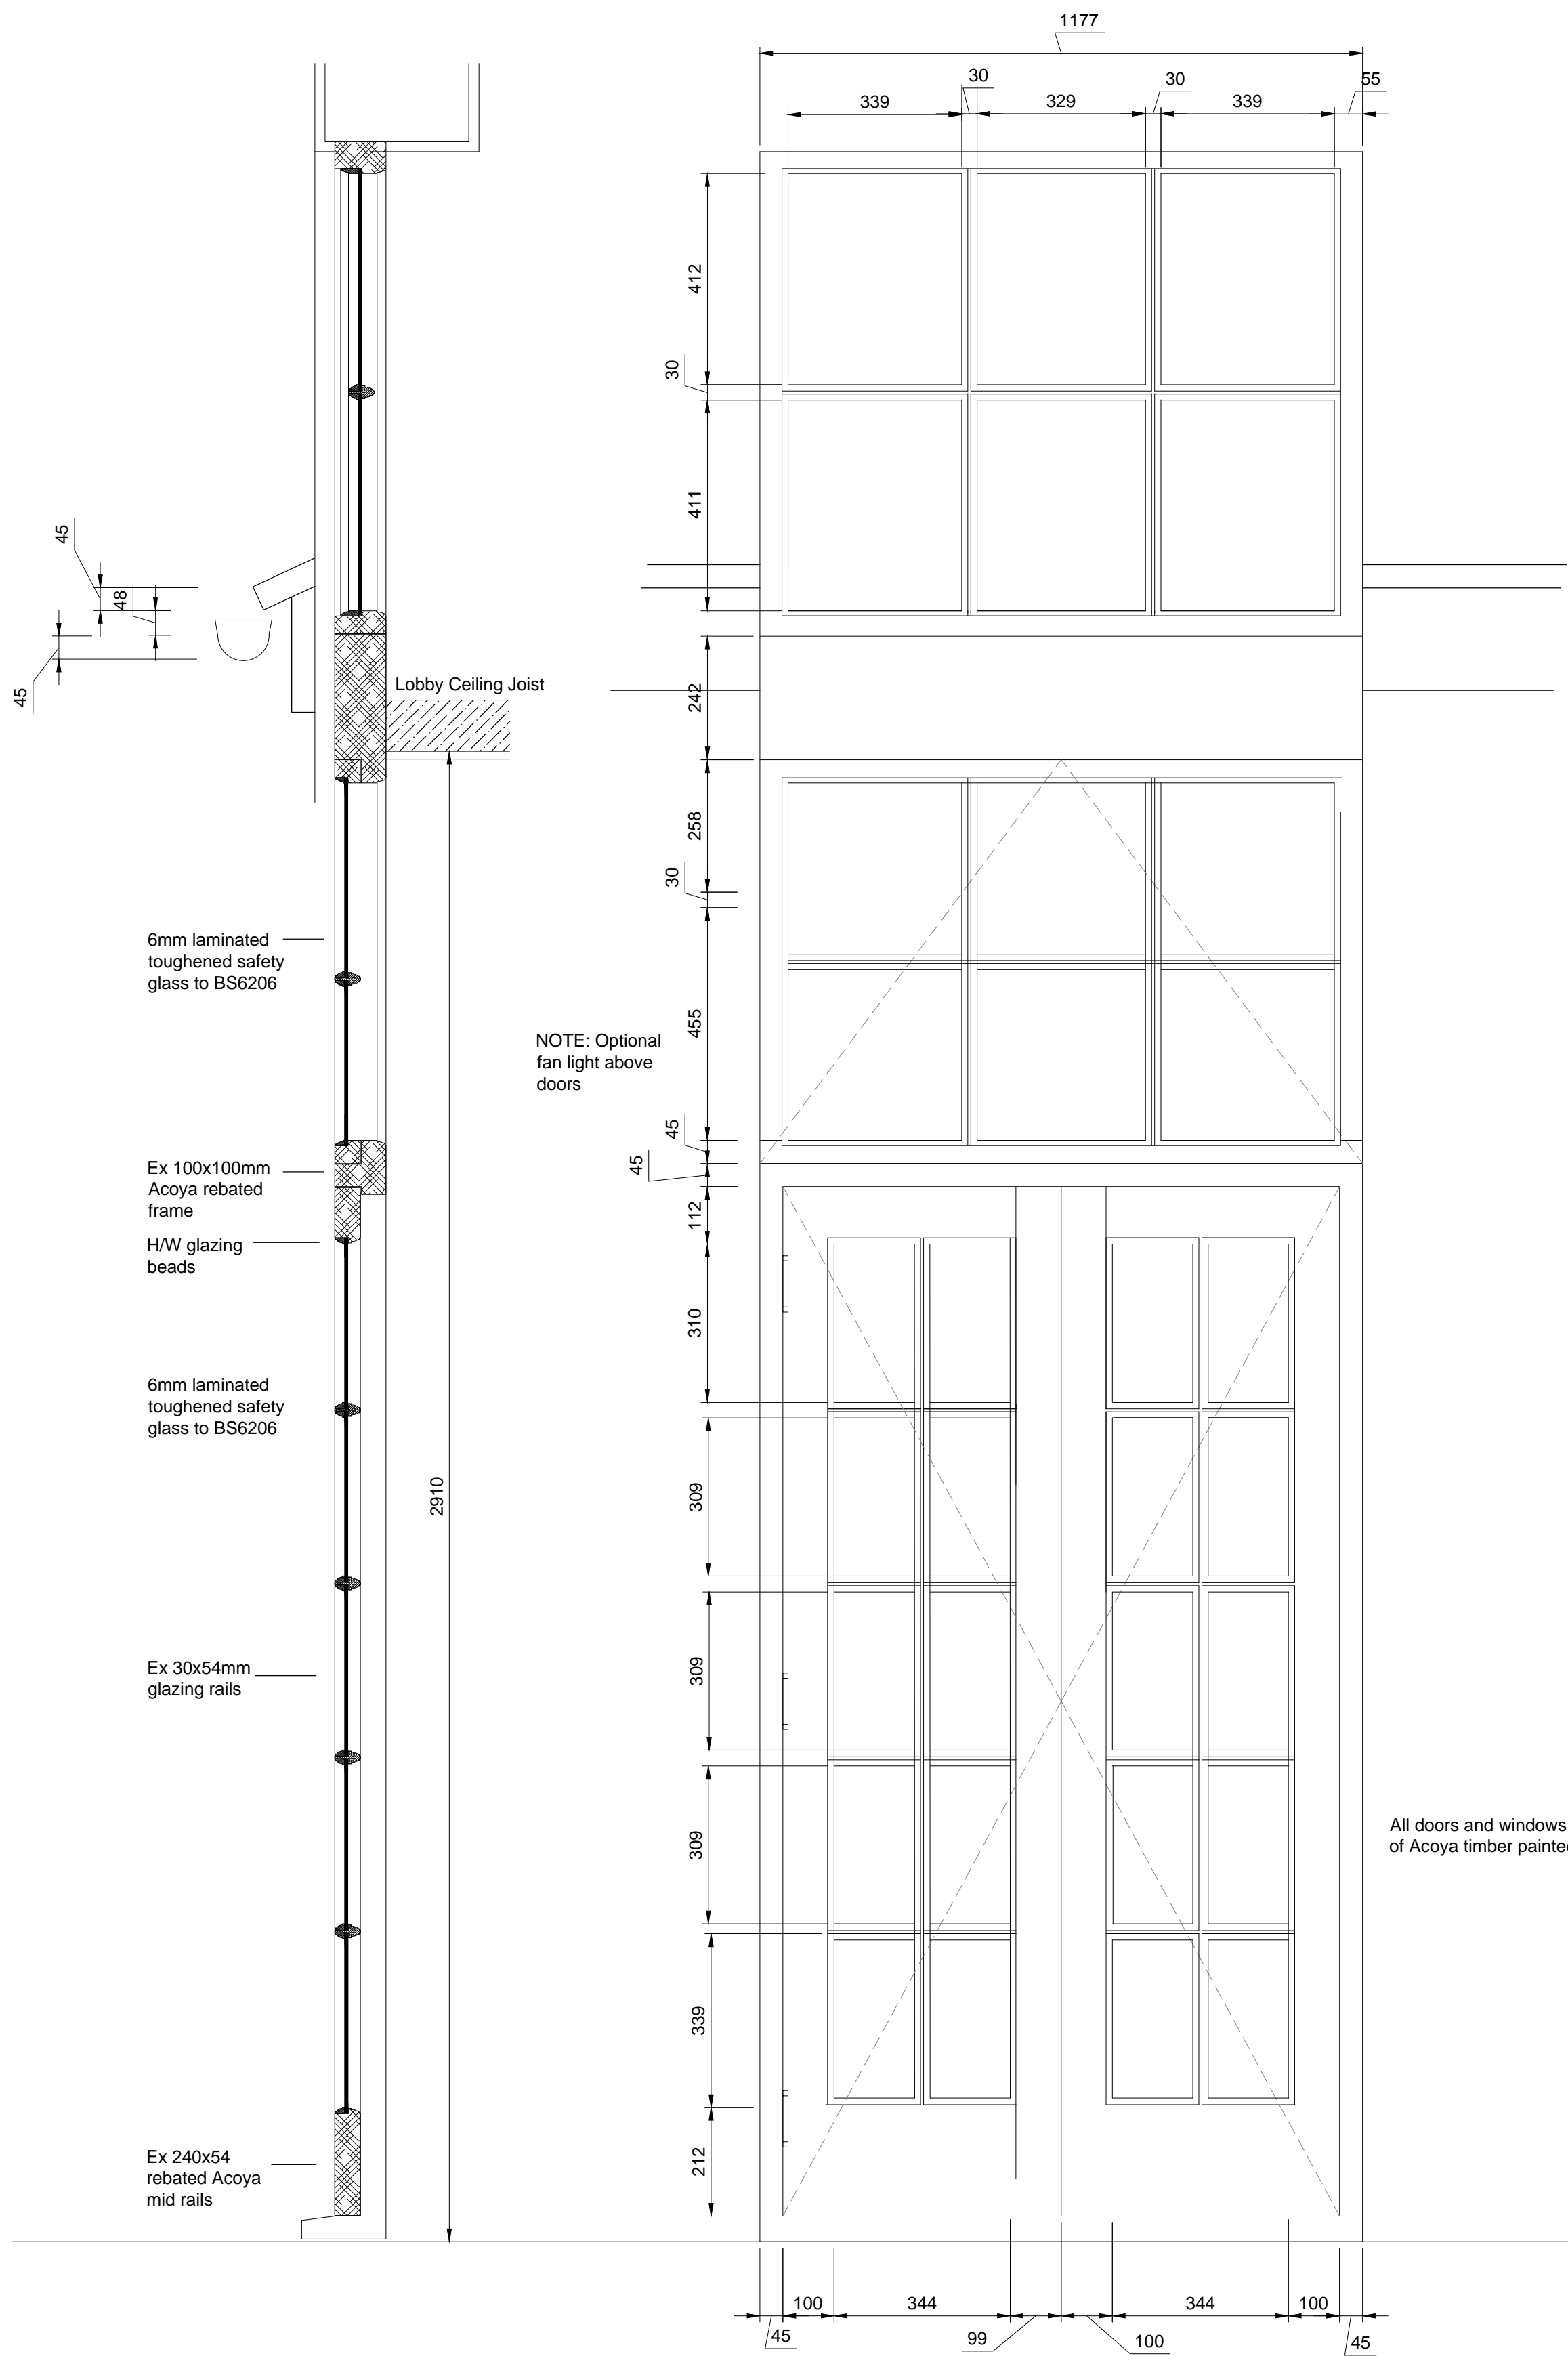 1177
30
30
55
339
329
339
412
30
411
45
48
45
Lobby Ceiling Joist
242
258
30
6mm laminated
toughened safety
glass to BS6206
NOTE: Optional
fan light above
doors
455
45
45
Ex 100x100mm
Acoya rebated
frame
112
H/W glazing
beads
310
6mm laminated
toughened safety
glass to BS6206
2910
309
Ex 30x54mm
glazing rails
309
309
All doors and windows
of Acoya timber painted
339
Ex 240x54
rebated Acoya
mid rails
212
100
344
344
100
45
99
100
45